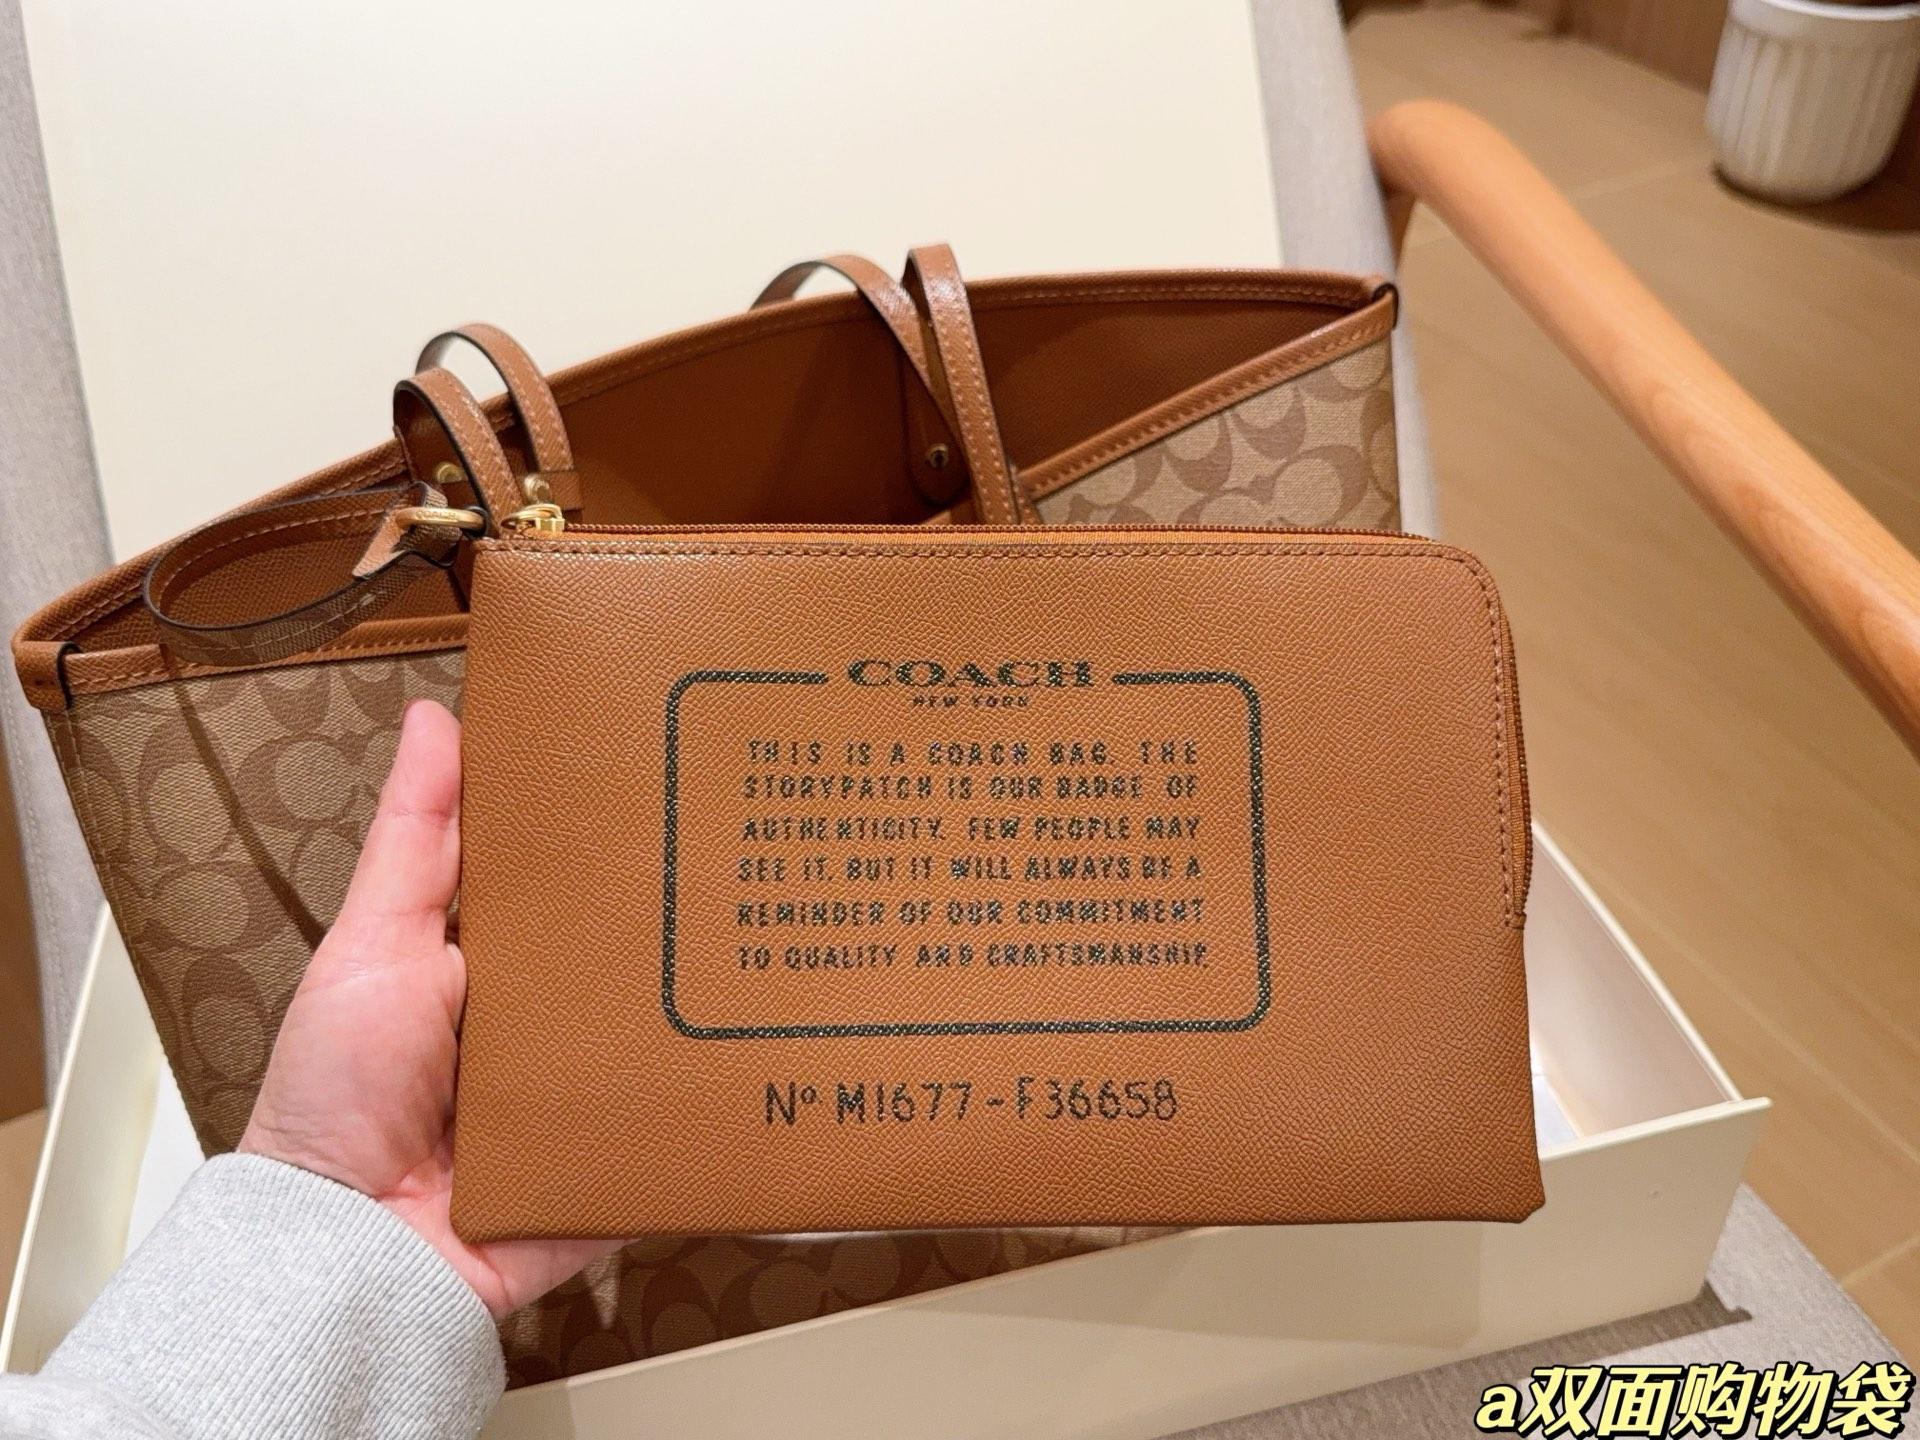 COACH
NEW YORK
THIS IS A COACH BAG. THE
STORYPATCH IS OUR BADGE OF
AUTHENTICITY. FEW PEOPLE MAY
SEE IT. BUT IT WILL ALWAYS BE A
REMINDER OF OUR COMMITMENT
TO QUALITY AND CRAFTSMANSHIP.
Nº M1677-F36658
a双面购物袋